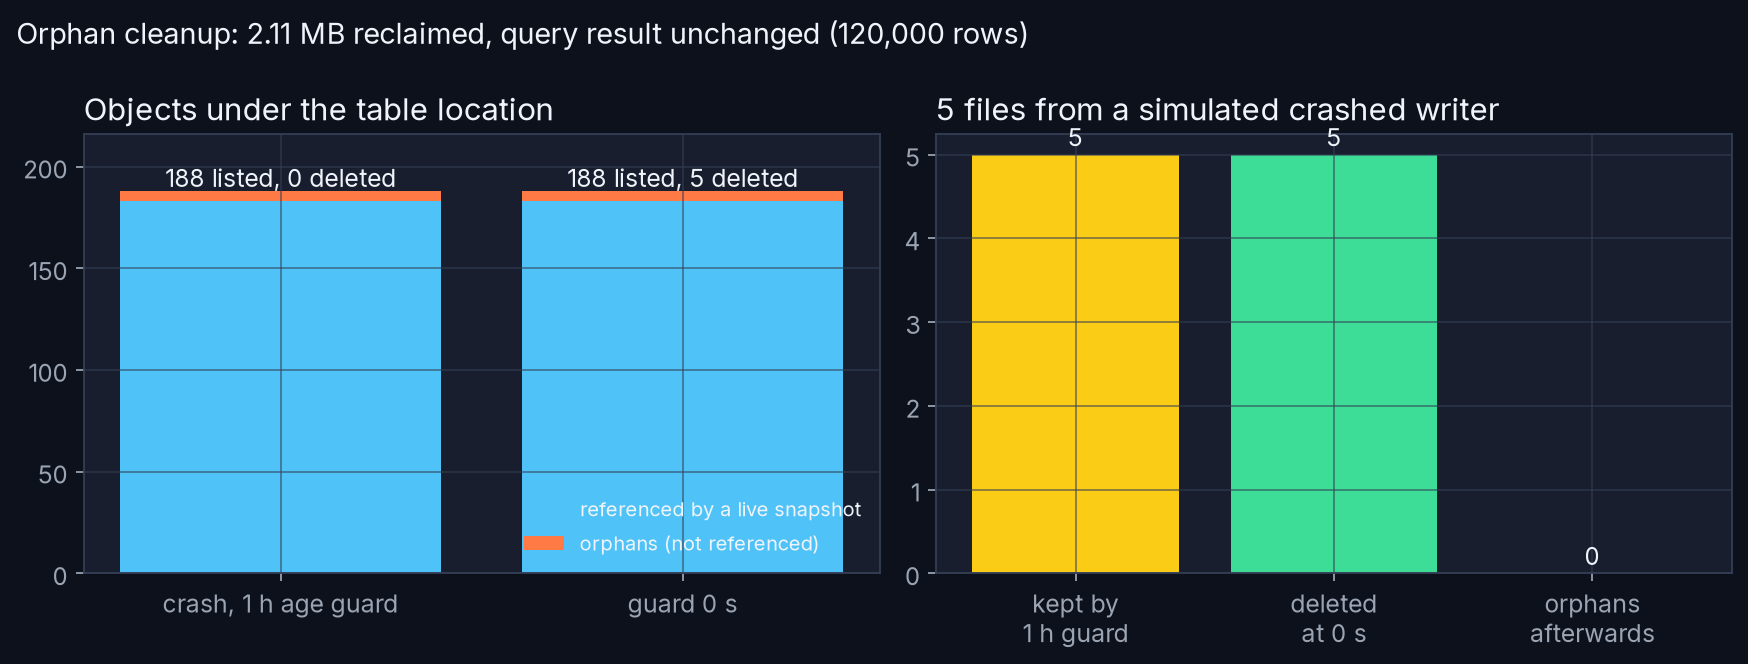 Orphan cleanup: 2.11 MB reclaimed, query result unchanged (120,000 rows)
Objects under the table location
200
150
100
50
0
188 listed, 0 deleted
188 listed, 5 deleted
referenced by a live snapshot
orphans (not referenced)
crash, 1 h age guard
guard 0 s
5 files from a simulated crashed writer
5
4
3
2
1
0
5
5
0
kept by
1 h guard
deleted
at 0 s
orphans
afterwards